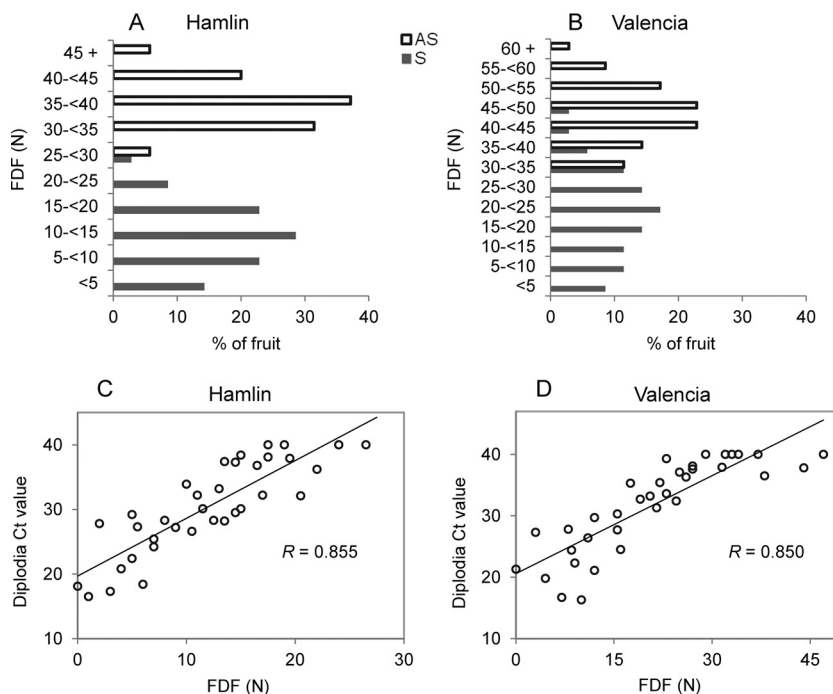 A
Hamlin
FDF (N)
45 +
40-<45
35-<40
30-<35
25-<30
20-<25
15-<20
10-<15
5-<10
<5
0 10 20 30 40
% of fruit
AS
S
B
Valencia
FDF (N)
60 +
55-<60
50-<55
45-<50
40-<45
35-<40
30-<35
25-<30
20-<25
15-<20
10-<15
5-<10
<5
0 10 20 30 40
% of fruit
C
Hamlin
Diplodia Ct value
40
30
20
10
R = 0.855
0 10 20 30
FDF (N)
D
Valencia
Diplodia Ct value
40
30
20
10
R = 0.850
0 15 30 45
FDF (N)